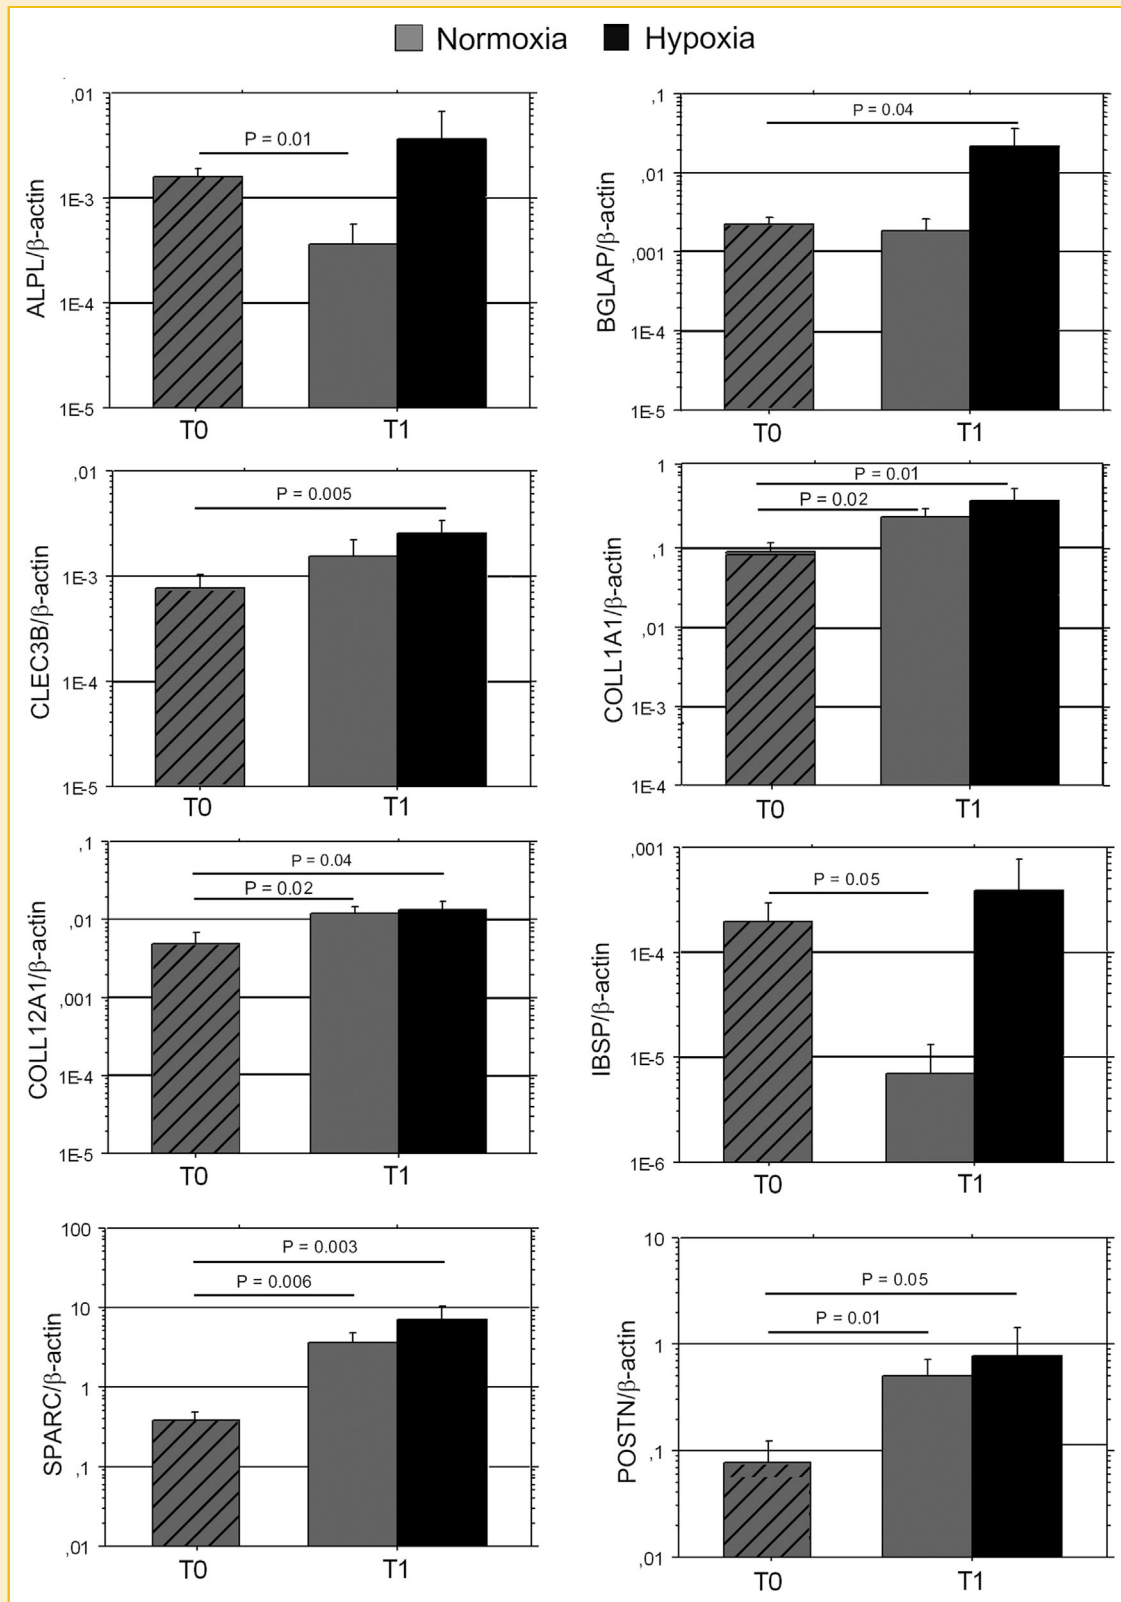 Normoxia Hypoxia
,01
P = 0.01
1E-3
ALPL/β-actin
1E-4
1E-5
T0 T1
,1
P = 0.04
,01
BGLAP/β-actin
,001
1E-4
1E-5
T0 T1
,01
P = 0.005
1E-3
CLEC3B/β-actin
1E-4
1E-5
T0 T1
1
P = 0.01
P = 0.02
,1
COLL1A1/β-actin
,01
1E-3
1E-4
T0 T1
,1
P = 0.04
P = 0.02
,01
COLL12A1/β-actin
,001
1E-4
1E-5
T0 T1
,001
P = 0.05
1E-4
IBSP/β-actin
1E-5
1E-6
T0 T1
100
P = 0.003
P = 0.006
10
SPARC/β-actin
1
,1
,01
T0 T1
10
P = 0.05
P = 0.01
1
POSTN/β-actin
,1
,01
T0 T1